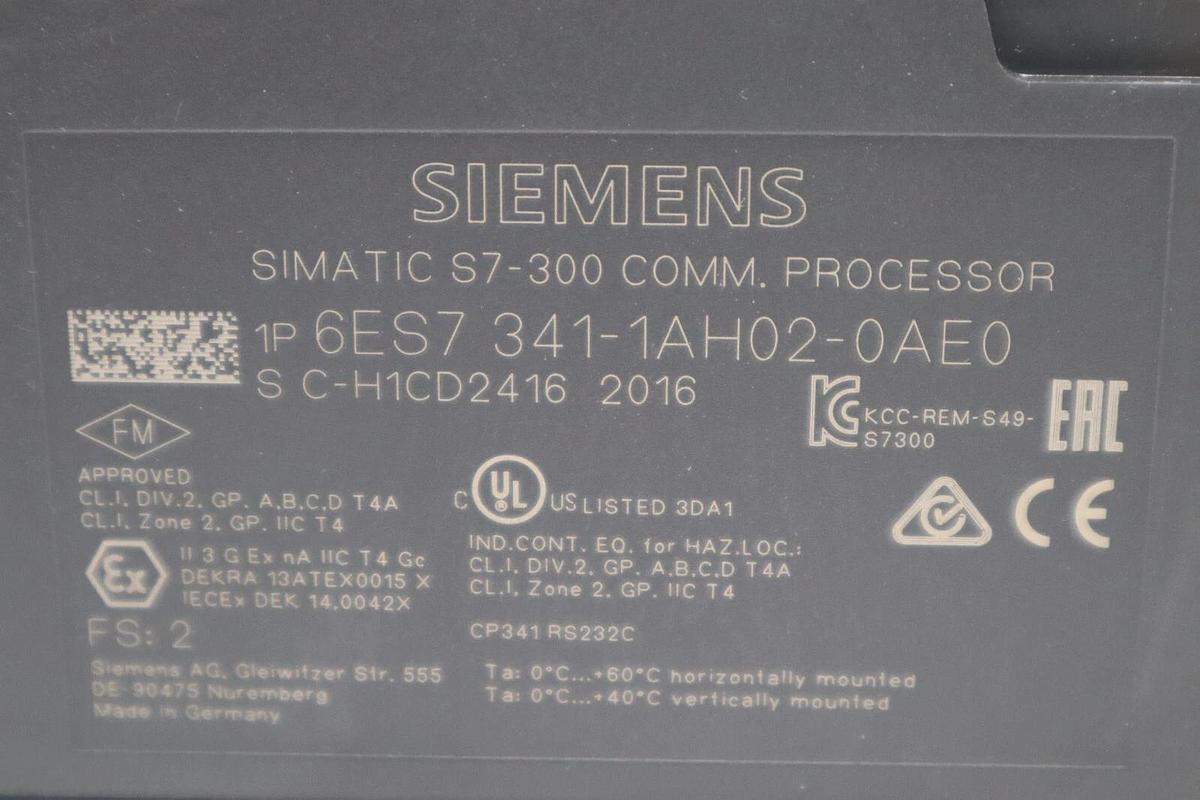 SIEMENS
SIMATIC S7-300 COMM. PROCESSOR
1P 6ES7 341-1AH02-0AE0
S C-H1CD2416 2016
KCC-REM-S49-
S7300
EAC
FM
APPROVED
CL.I, DIV.2, GP. A,B,C,D T4A
CL.I, Zone 2, GP. IIC T4
C UL US LISTED 3DA1
CE
IND.CONT. EQ. for HAZ.LOC.:
CL.I, DIV.2, GP. A,B,C,D T4A
CL.I, Zone 2, GP. IIC T4
Ex
II 3 G Ex nA IIC T4 Gc
DEKRA 13ATEX0015 X
IECEx DEK 14.0042X
FS: 2
CP341 RS232C
Siemens AG, Gleiwitzer Str. 555
DE-90475 Nuremberg
Made in Germany
Ta: 0°C...+60°C horizontally mounted
Ta: 0°C...+40°C vertically mounted